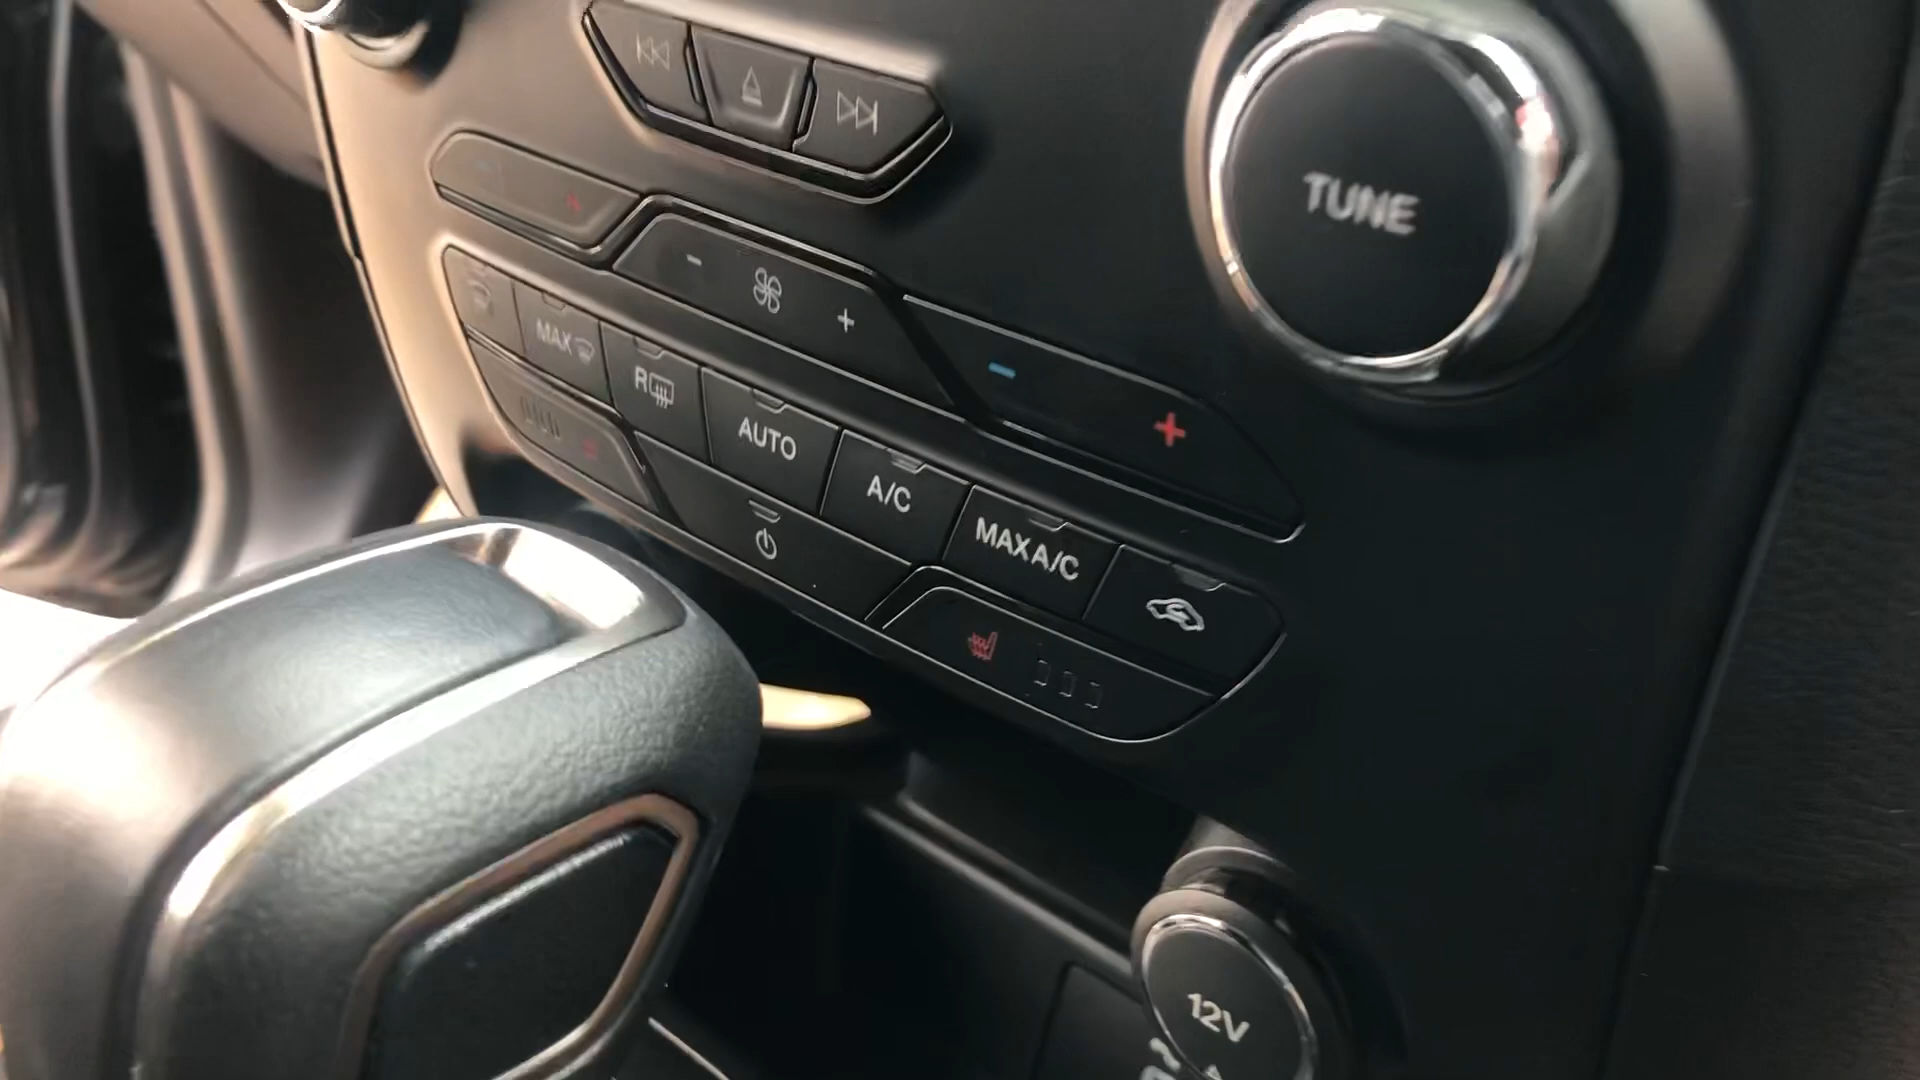 TUNE
- +
- +
MAX
R
AUTO
A/C
MAX A/C
12V